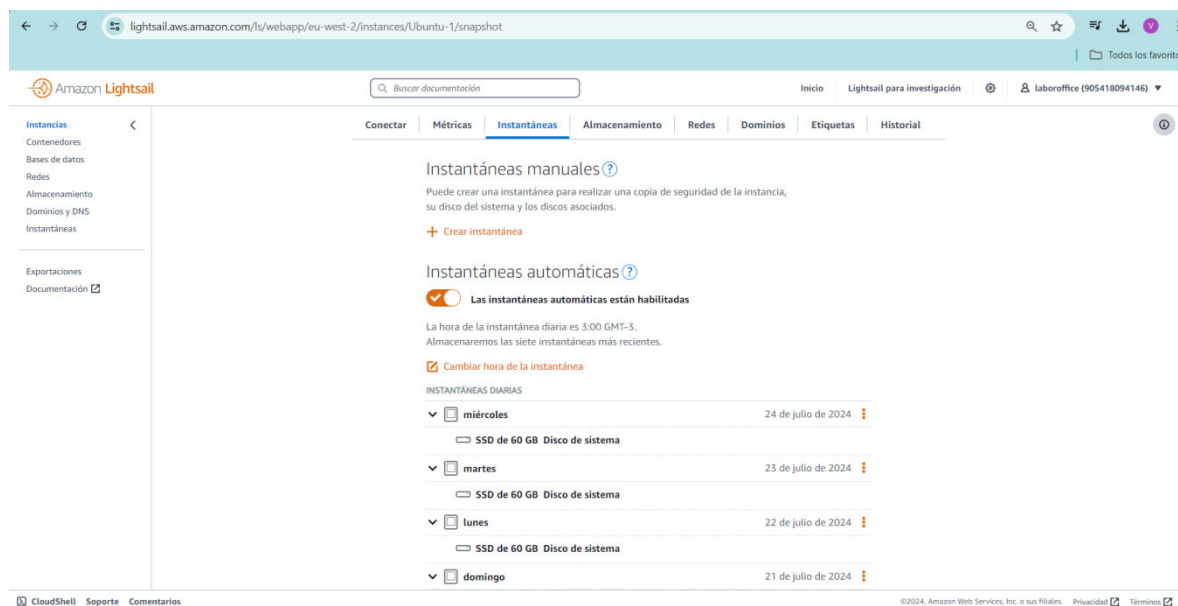 lightsail.aws.amazon.com/ls/webapp/eu-west-2/instances/Ubuntu-1/snapshot
V
Todos los favorito
Amazon Lightsail
Buscar documentación
Inicio
Lightsail para investigación
laboroffice (905418094146)
Instancias
Contenedores
Bases de datos
Redes
Almacenamiento
Dominios y DNS
Instantáneas
Exportaciones
Documentación
Conectar
Métricas
Instantáneas
Almacenamiento
Redes
Dominios
Etiquetas
Historial
Instantáneas manuales ?
Puede crear una instantánea para realizar una copia de seguridad de la instancia,
su disco del sistema y los discos asociados.
+ Crear instantánea
Instantáneas automáticas ?
Las instantáneas automáticas están habilitadas
La hora de la instantánea diaria es 3:00 GMT-3.
Almacenaremos las siete instantáneas más recientes.
Cambiar hora de la instantánea
INSTANTÁNEAS DIARIAS
miércoles 24 de julio de 2024
SSD de 60 GB Disco de sistema
martes 23 de julio de 2024
SSD de 60 GB Disco de sistema
lunes 22 de julio de 2024
SSD de 60 GB Disco de sistema
domingo 21 de julio de 2024
CloudShell Soporte Comentarios
©2024, Amazon Web Services, Inc. o sus filiales. Privacidad Términos